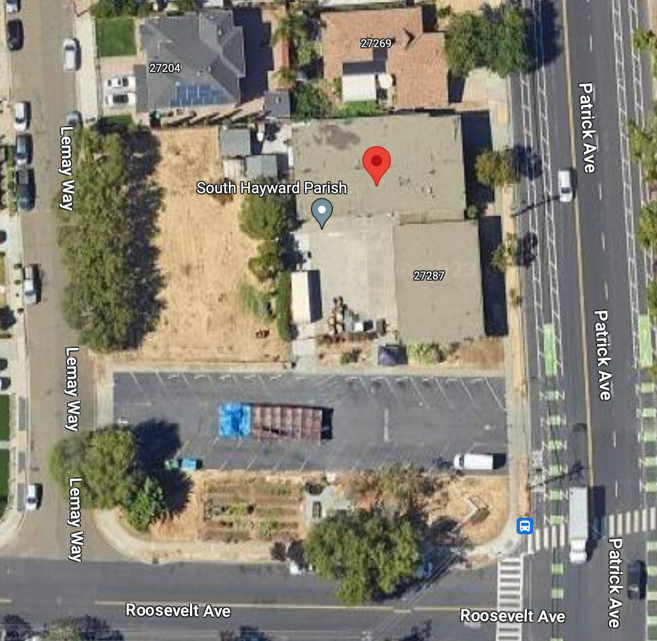 27204
27269
Patrick Ave
Lemay Way
South Hayward Parish
27287
Patrick Ave
Lemay Way
Lemay Way
Patrick Ave
Roosevelt Ave
Roosevelt Ave